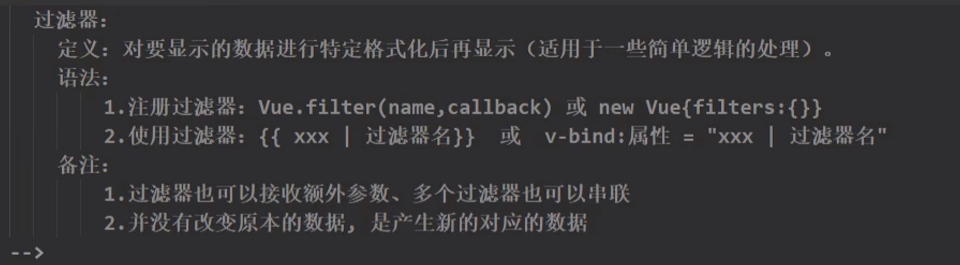 过滤器：
定义：对要显示的数据进行特定格式化后再显示（适用于一些简单逻辑的处理）。
语法：
1.注册过滤器：Vue.filter(name,callback) 或 new Vue{filters:{}}
2.使用过滤器：{{ xxx | 过滤器名}} 或 v-bind:属性 = "xxx | 过滤器名"
备注：
1.过滤器也可以接收额外参数、多个过滤器也可以串联
2.并没有改变原本的数据, 是产生新的对应的数据
-->